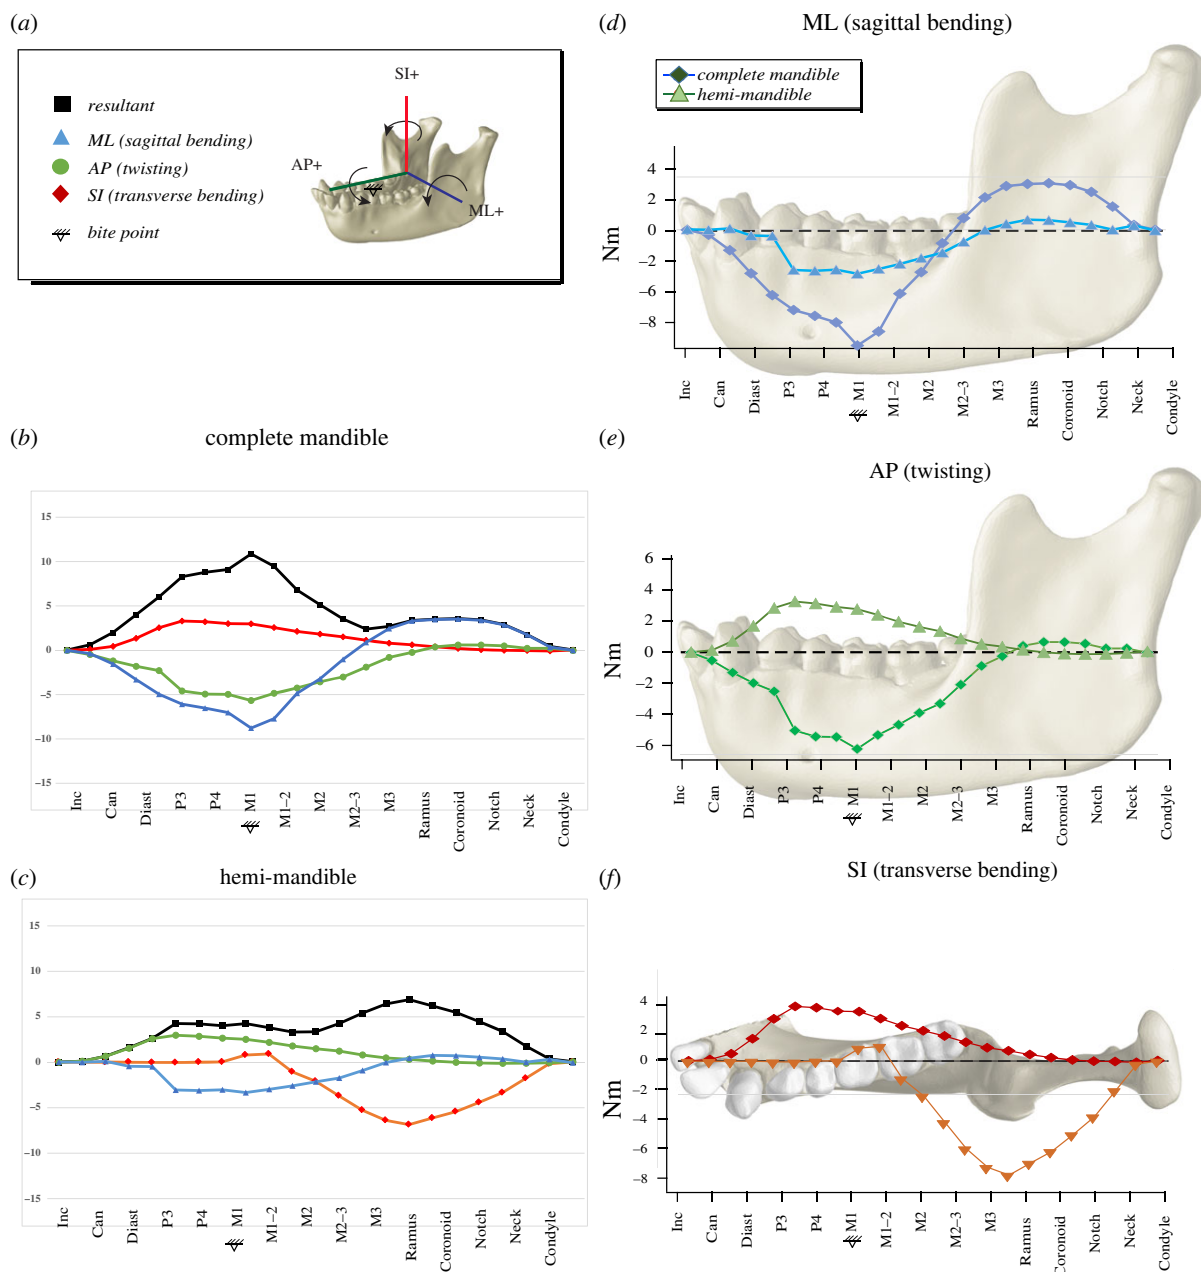 (a)
resultant
ML (sagittal bending)
AP (twisting)
SI (transverse bending)
bite point
SI+
AP+
ML+
(b)
complete mandible
15
10
5
0
−5
−10
−15
Inc Can Diast P3 P4 M1 M1–2 M2 M2–3 M3 Ramus Coronoid Notch Neck Condyle
(c)
hemi-mandible
15
10
5
0
−5
−10
−15
Inc Can Diast P3 P4 M1 M1–2 M2 M2–3 M3 Ramus Coronoid Notch Neck Condyle
(d)
ML (sagittal bending)
complete mandible
hemi-mandible
Nm
4
2
0
−2
−6
−8
Inc Can Diast P3 P4 M1 M1–2 M2 M2–3 M3 Ramus Coronoid Notch Neck Condyle
(e)
AP (twisting)
Nm
6
4
2
0
−2
−4
−6
Inc Can Diast P3 P4 M1 M1–2 M2 M2–3 M3 Ramus Coronoid Notch Neck Condyle
(f)
SI (transverse bending)
Nm
4
2
0
−2
−4
−6
−8
Inc Can Diast P3 P4 M1 M1–2 M2 M2–3 M3 Ramus Coronoid Notch Neck Condyle